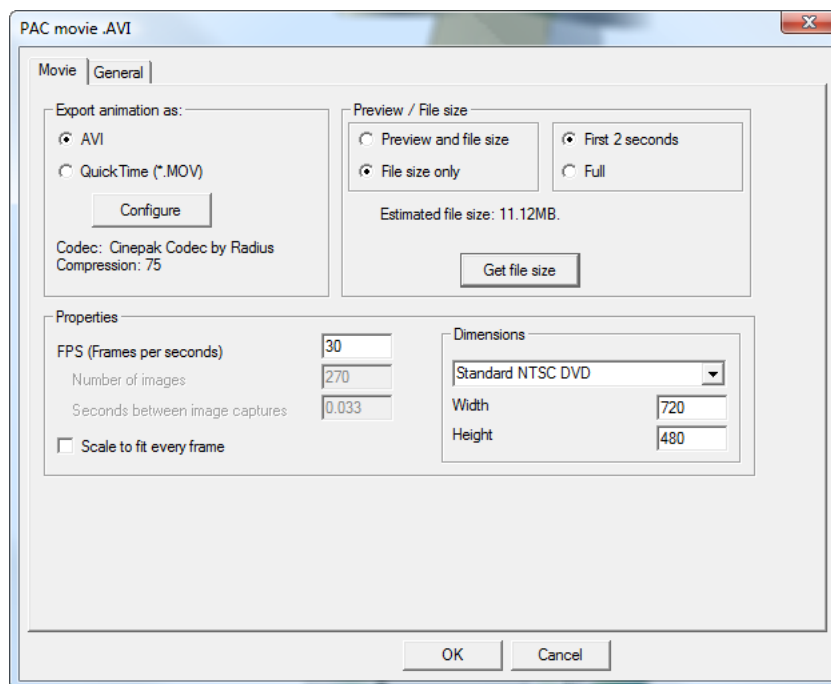 PAC movie .AVI
Movie
General
Export animation as:
AVI
QuickTime (*.MOV)
Configure
Codec: Cinepak Codec by Radius
Compression: 75
Preview / File size
Preview and file size
File size only
First 2 seconds
Full
Estimated file size: 11.12MB.
Get file size
Properties
FPS (Frames per seconds)
30
Number of images
270
Seconds between image captures
0.033
Scale to fit every frame
Dimensions
Standard NTSC DVD
Width
720
Height
480
OK
Cancel